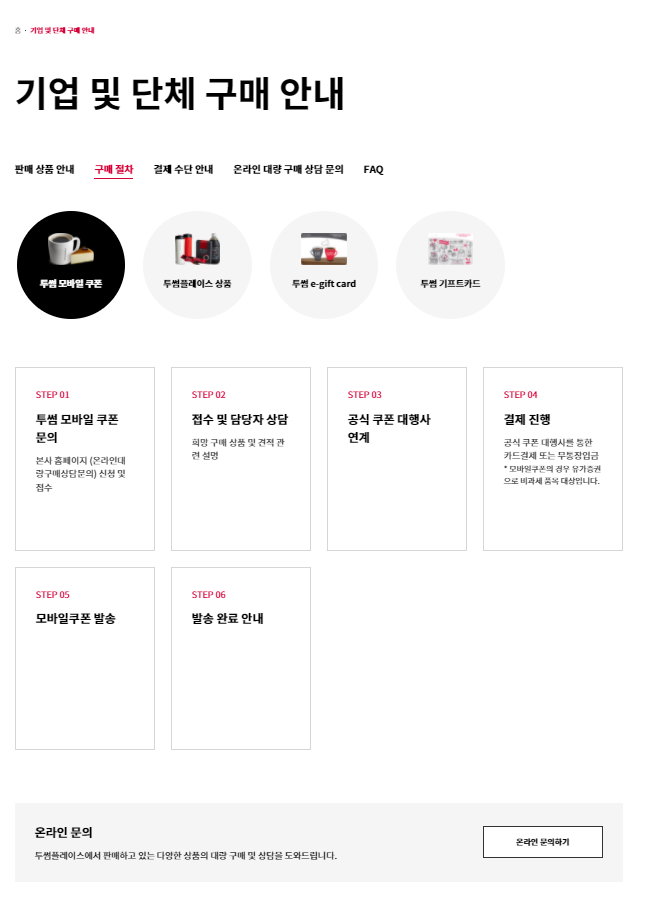 홈 · 기업 및 단체 구매 안내
기업 및 단체 구매 안내
판매 상품 안내 구매 절차 결제 수단 안내 온라인 대량 구매 상담 문의 FAQ
투썸 모바일 쿠폰 투썸플레이스 상품 투썸 e-gift card 투썸 기프트카드
STEP 01
투썸 모바일 쿠폰
문의
본사 홈페이지 (온라인대
량구매상담문의) 신청 및
접수
STEP 02
접수 및 담당자 상담
희망 구매 상품 및 견적 관
련 설명
STEP 03
공식 쿠폰 대행사
연계
STEP 04
결제 진행
공식 쿠폰 대행사를 통한
카드결제 또는 무통장입금
* 모바일쿠폰의 경우 유가증권
으로 비과세 품목 대상입니다.
STEP 05
모바일쿠폰 발송
STEP 06
발송 완료 안내
온라인 문의
투썸플레이스에서 판매하고 있는 다양한 상품의 대량 구매 및 상담을 도와드립니다.
온라인 문의하기